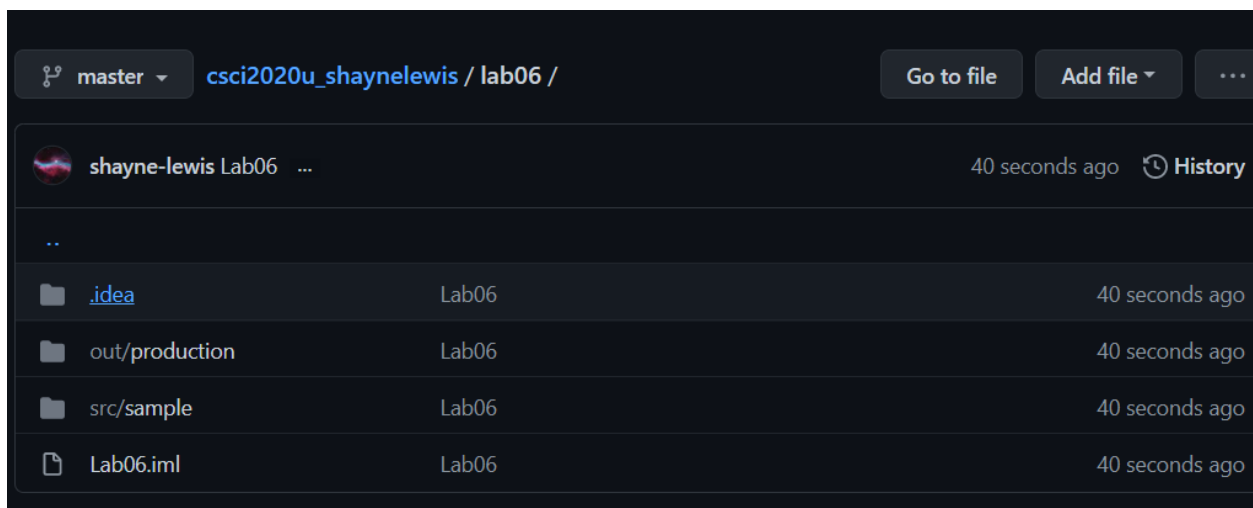 master csci2020u_shaynelewis / lab06 / Go to file Add file ...
shayne-lewis Lab06 ... 40 seconds ago History
..
.idea Lab06 40 seconds ago
out/production Lab06 40 seconds ago
src/sample Lab06 40 seconds ago
Lab06.iml Lab06 40 seconds ago